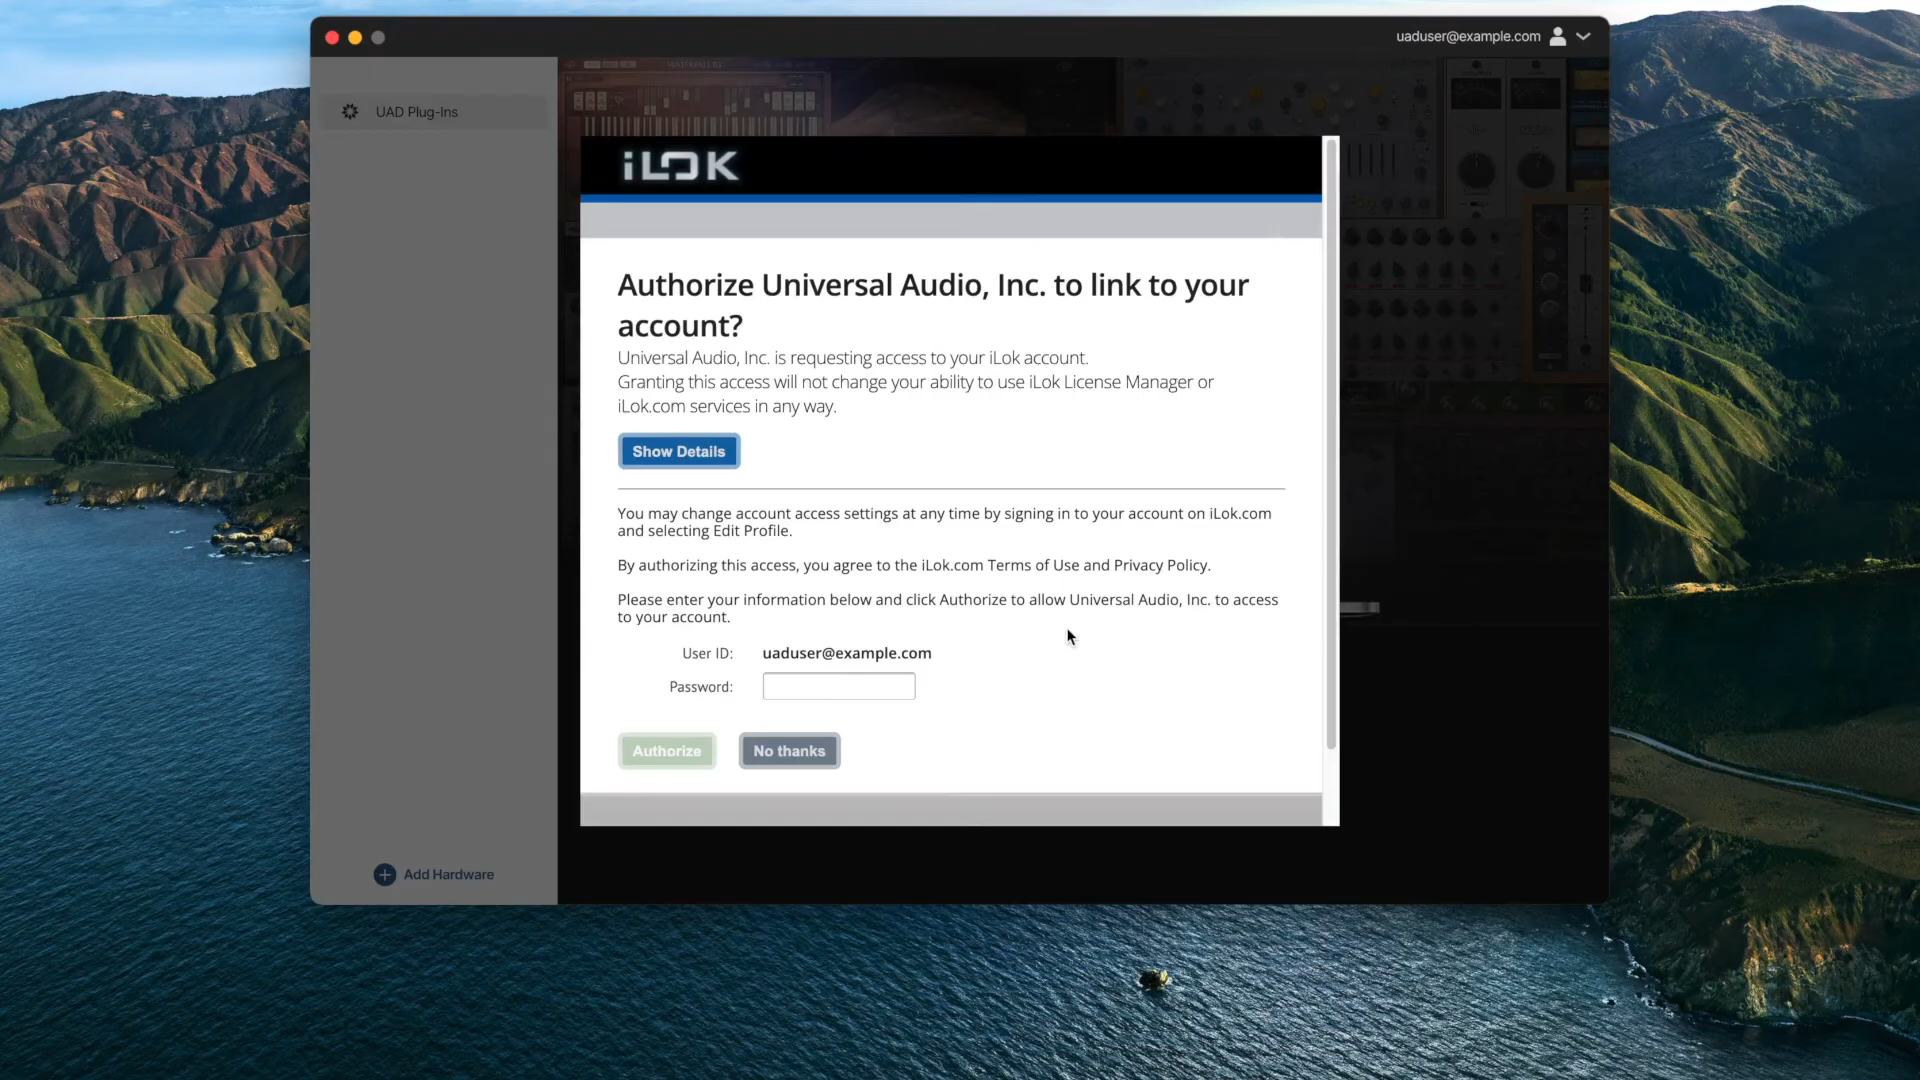 uaduser@example.com
UAD Plug-Ins
iLOK
Authorize Universal Audio, Inc. to link to your
account?
Universal Audio, Inc. is requesting access to your iLok account.
Granting this access will not change your ability to use iLok License Manager or
iLok.com services in any way.
Show Details
You may change account access settings at any time by signing in to your account on iLok.com
and selecting Edit Profile.
By authorizing this access, you agree to the iLok.com Terms of Use and Privacy Policy.
Please enter your information below and click Authorize to allow Universal Audio, Inc. to access
to your account.
User ID: uaduser@example.com
Password:
Authorize No thanks
Add Hardware